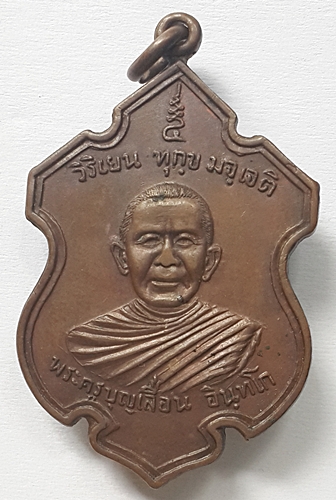 วิริเยน ทุกฺข มจฺเจติ
พระครูบุญเลื่อน อินฺทโก